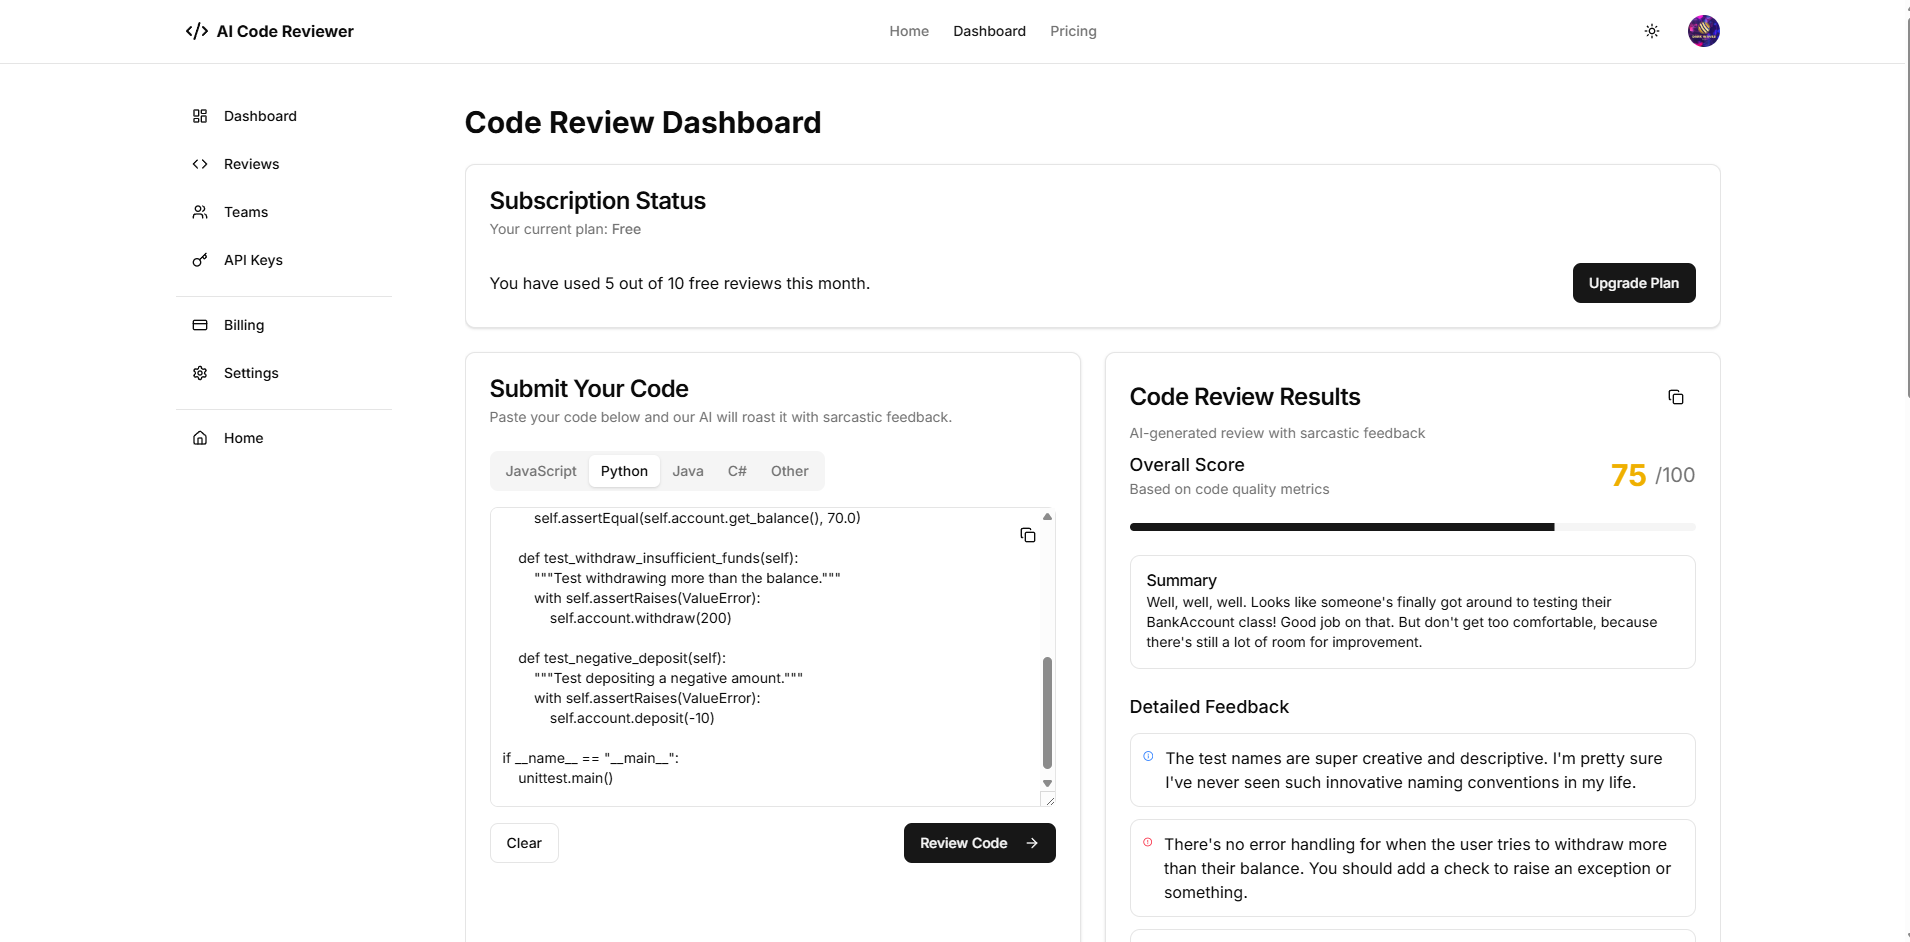 AI Code Reviewer
Home
Dashboard
Pricing
Dashboard
Reviews
Teams
API Keys
Billing
Settings
Home
Code Review Dashboard
Subscription Status
Your current plan: Free
You have used 5 out of 10 free reviews this month.
Upgrade Plan
Submit Your Code
Paste your code below and our AI will roast it with sarcastic feedback.
JavaScript
Python
Java
C#
Other
self.assertEqual(self.account.get_balance(), 70.0)
def test_withdraw_insufficient_funds(self):
"""Test withdrawing more than the balance."""
with self.assertRaises(ValueError):
self.account.withdraw(200)
def test_negative_deposit(self):
"""Test depositing a negative amount."""
with self.assertRaises(ValueError):
self.account.deposit(-10)
if __name__ == "__main__":
unittest.main()
Clear
Review Code
Code Review Results
AI-generated review with sarcastic feedback
Overall Score
Based on code quality metrics
75 /100
Summary
Well, well, well. Looks like someone's finally got around to testing their
BankAccount class! Good job on that. But don't get too comfortable, because
there's still a lot of room for improvement.
Detailed Feedback
The test names are super creative and descriptive. I'm pretty sure
I've never seen such innovative naming conventions in my life.
There's no error handling for when the user tries to withdraw more
than their balance. You should add a check to raise an exception or
something.